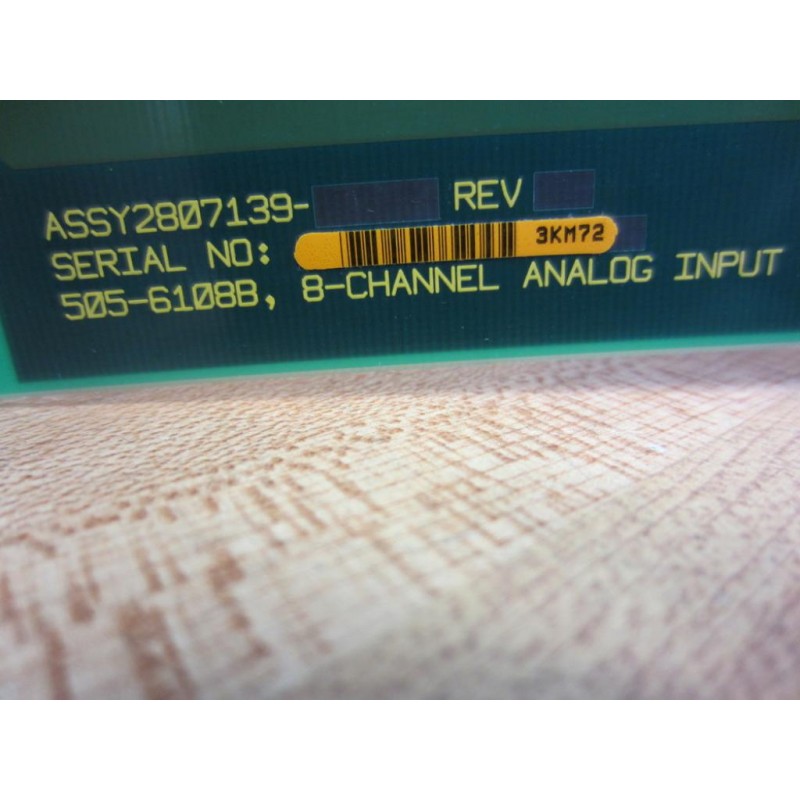 ASSY2807139- REV
SERIAL NO: 3KM72
505-6108B, 8-CHANNEL ANALOG INPUT